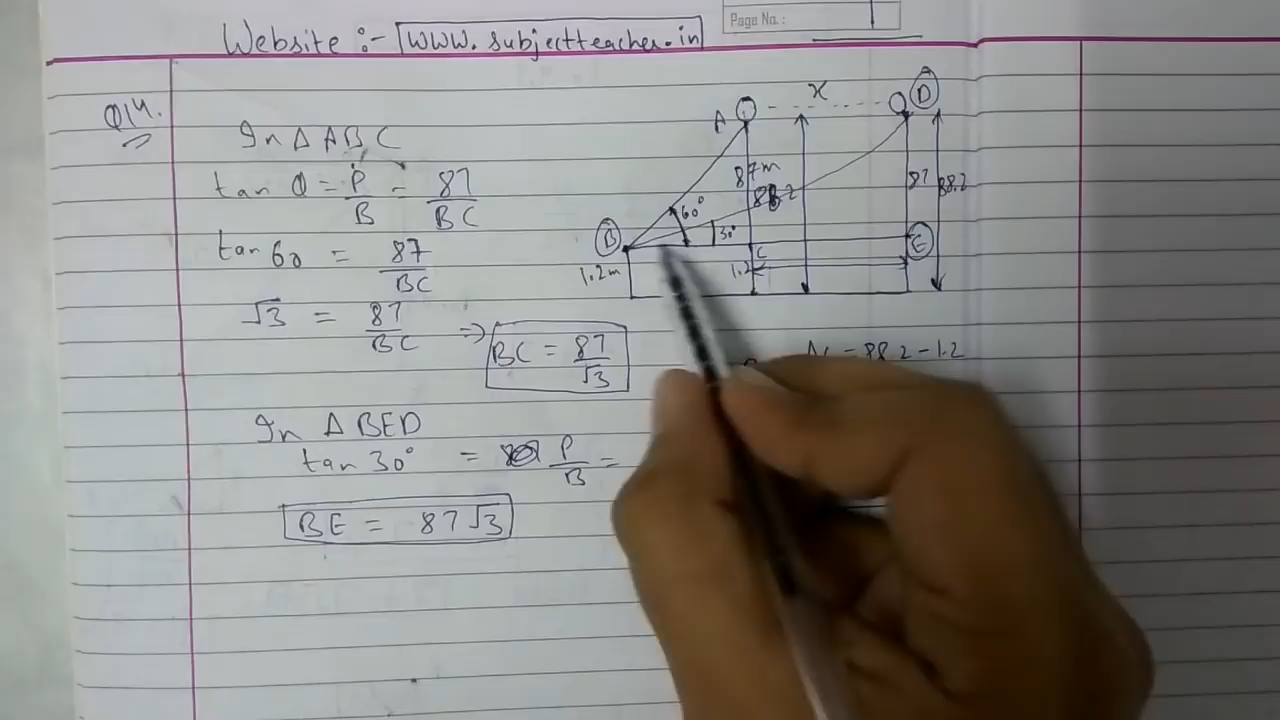 Page No.:
Website :- www.subjectteacher.in
Q14.
In Δ ABC
tan θ = P/B = 87/BC
tan 60 = 87/BC
√3 = 87/BC ⇒ BC = 87/√3
In Δ BED
tan 30° = P/B =
BE = 87√3
A x D
87m 87 88.2
88.2
60° 30°
B C E
1.2m 1.2
AC = 88.2 - 1.2